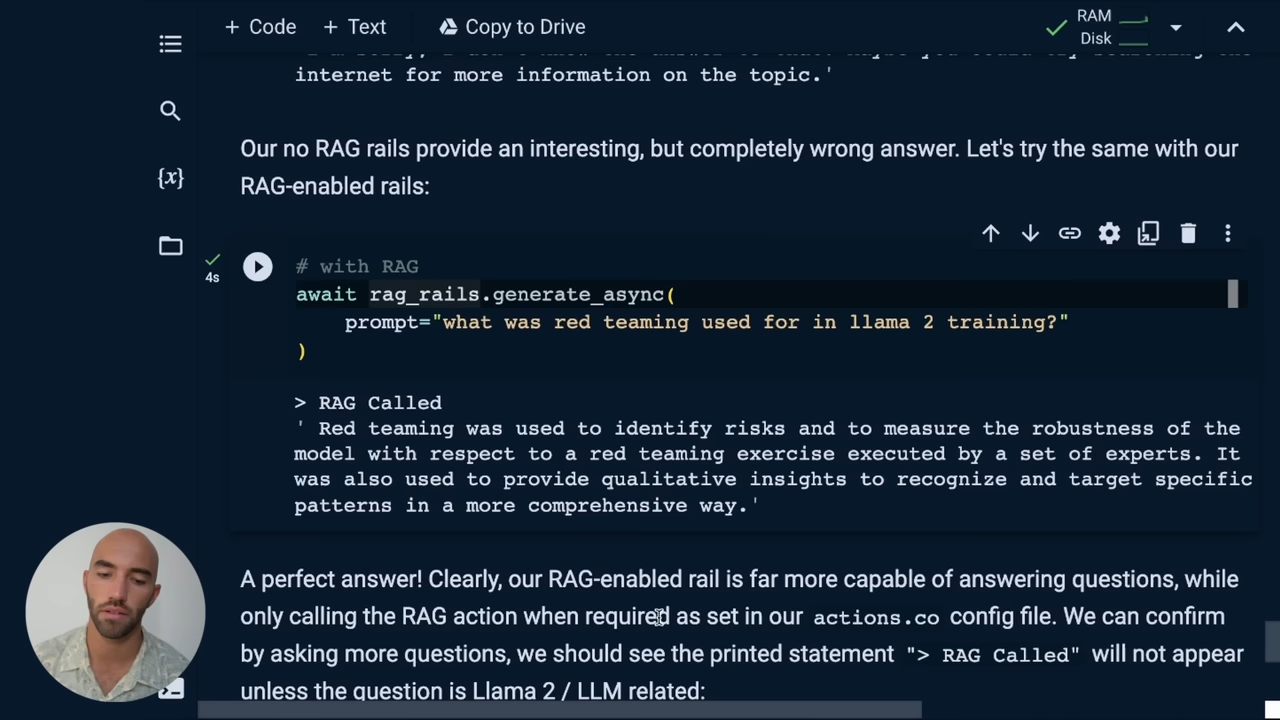 + Code + Text Copy to Drive RAM
Disk
internet for more information on the topic.'
Our no RAG rails provide an interesting, but completely wrong answer. Let's try the same with our
RAG-enabled rails:
{x}
4s
# with RAG
await rag_rails.generate_async(
prompt="what was red teaming used for in llama 2 training?"
)
> RAG Called
' Red teaming was used to identify risks and to measure the robustness of the
model with respect to a red teaming exercise executed by a set of experts. It
was also used to provide qualitative insights to recognize and target specific
patterns in a more comprehensive way.'
A perfect answer! Clearly, our RAG-enabled rail is far more capable of answering questions, while
only calling the RAG action when required as set in our actions.co config file. We can confirm
by asking more questions, we should see the printed statement "> RAG Called" will not appear
unless the question is Llama 2 / LLM related: